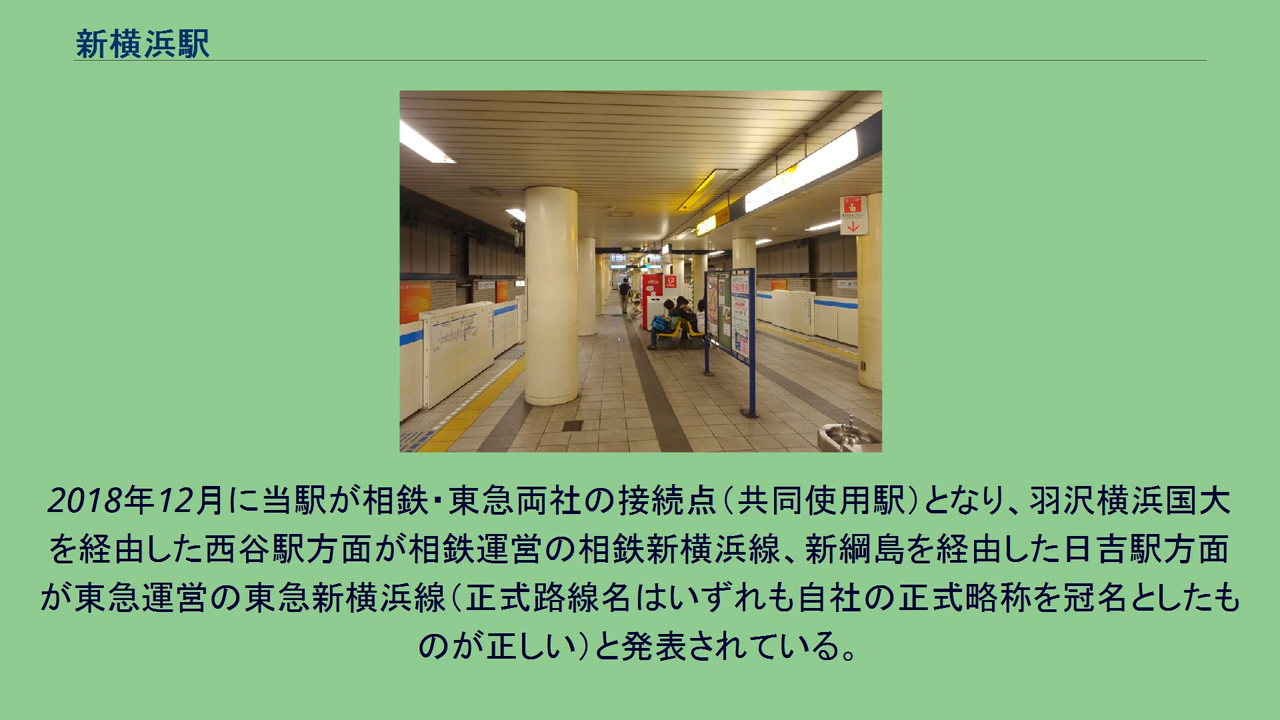 新横浜駅
2018年12月に当駅が相鉄・東急両社の接続点（共同使用駅）となり、羽沢横浜国大
を経由した西谷駅方面が相鉄運営の相鉄新横浜線、新綱島を経由した日吉駅方面
が東急運営の東急新横浜線（正式路線名はいずれも自社の正式略称を冠名としたも
のが正しい）と発表されている。